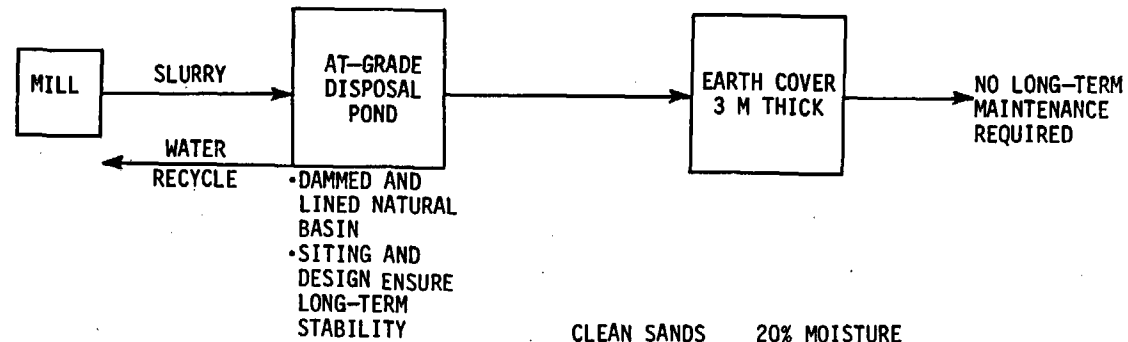 MILL
SLURRY
WATER
RECYCLE
AT-GRADE
DISPOSAL
POND
•DAMMED AND
LINED NATURAL
BASIN
•SITING AND
DESIGN ENSURE
LONG-TERM
STABILITY
EARTH COVER
3 M THICK
NO LONG-TERM
MAINTENANCE
REQUIRED
CLEAN SANDS 20% MOISTURE